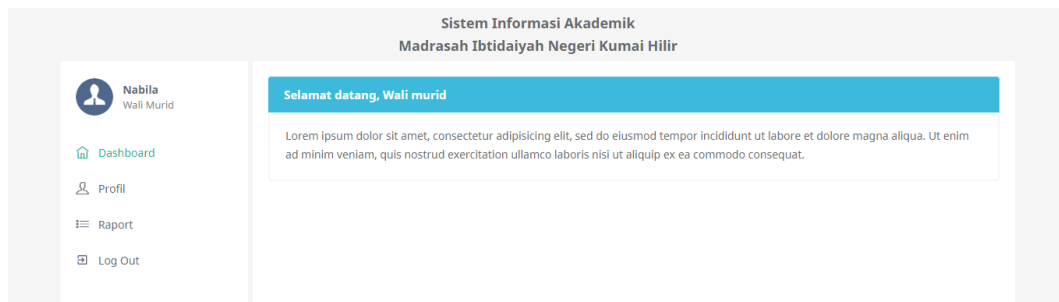 Sistem Informasi Akademik
Madrasah Ibtidaiyah Negeri Kumai Hilir
Nabila
Wali Murid
Dashboard
Profil
Raport
Log Out
Selamat datang, Wali murid
Lorem ipsum dolor sit amet, consectetur adipisicing elit, sed do eiusmod tempor incididunt ut labore et dolore magna aliqua. Ut enim
ad minim veniam, quis nostrud exercitation ullamco laboris nisi ut aliquip ex ea commodo consequat.